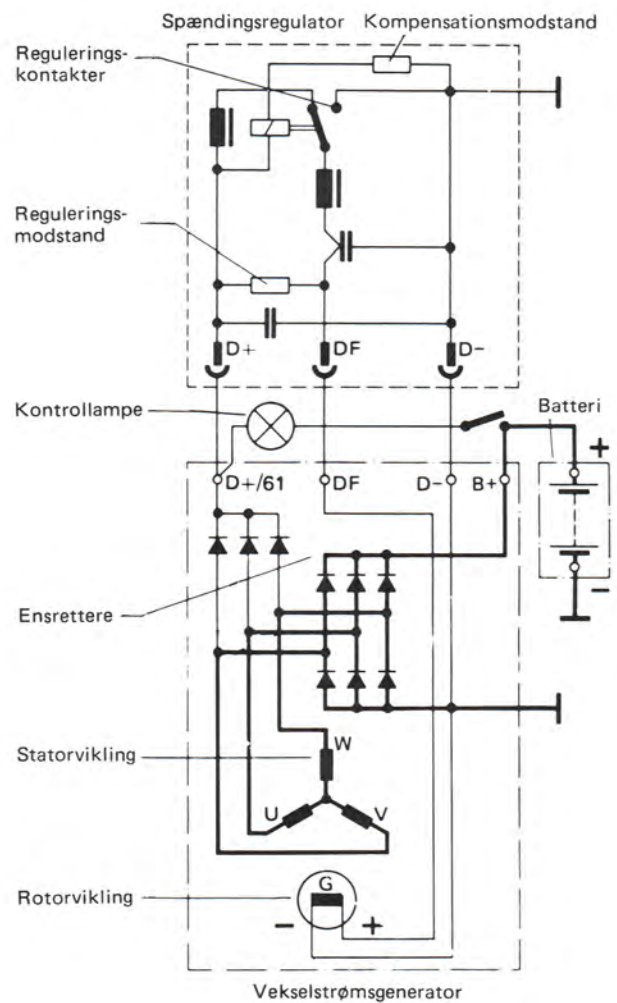 Spændingsregulator
Kompensationsmodstand
Regulerings-
kontakter
Regulerings-
modstand
D+ DF D-
Kontrollampe
Batteri
+
D+/61 DF D- B+
-
Ensrettere
Statorvikling
W
U V
Rotorvikling
G
- +
Vekselstrømsgenerator